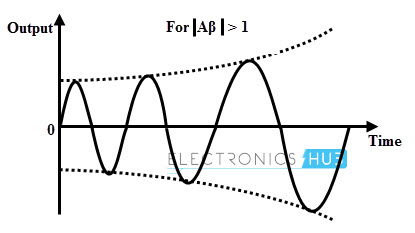 Output
For |Aβ| > 1
0
ELECTRONICS HUB
Time